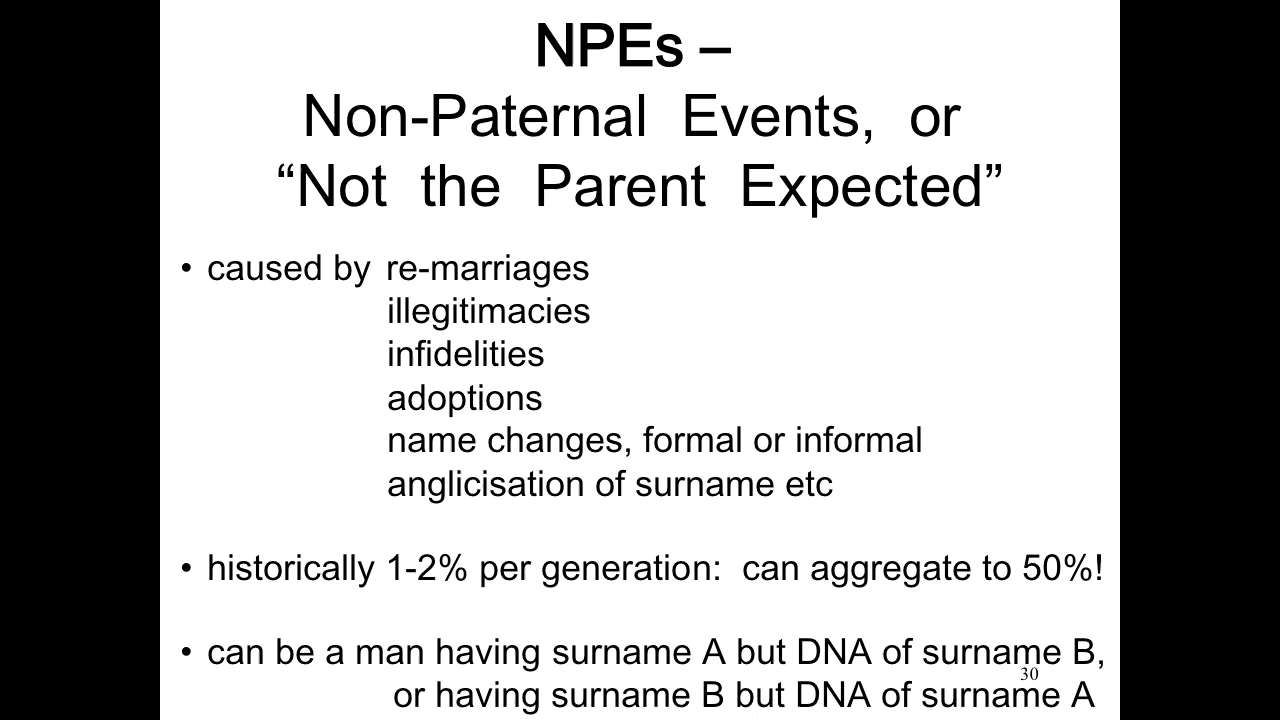 NPEs –
Non-Paternal Events, or
“Not the Parent Expected”
• caused by re-marriages
illegitimacies
infidelities
adoptions
name changes, formal or informal
anglicisation of surname etc
• historically 1-2% per generation: can aggregate to 50%!
• can be a man having surname A but DNA of surname B,
30
or having surname B but DNA of surname A